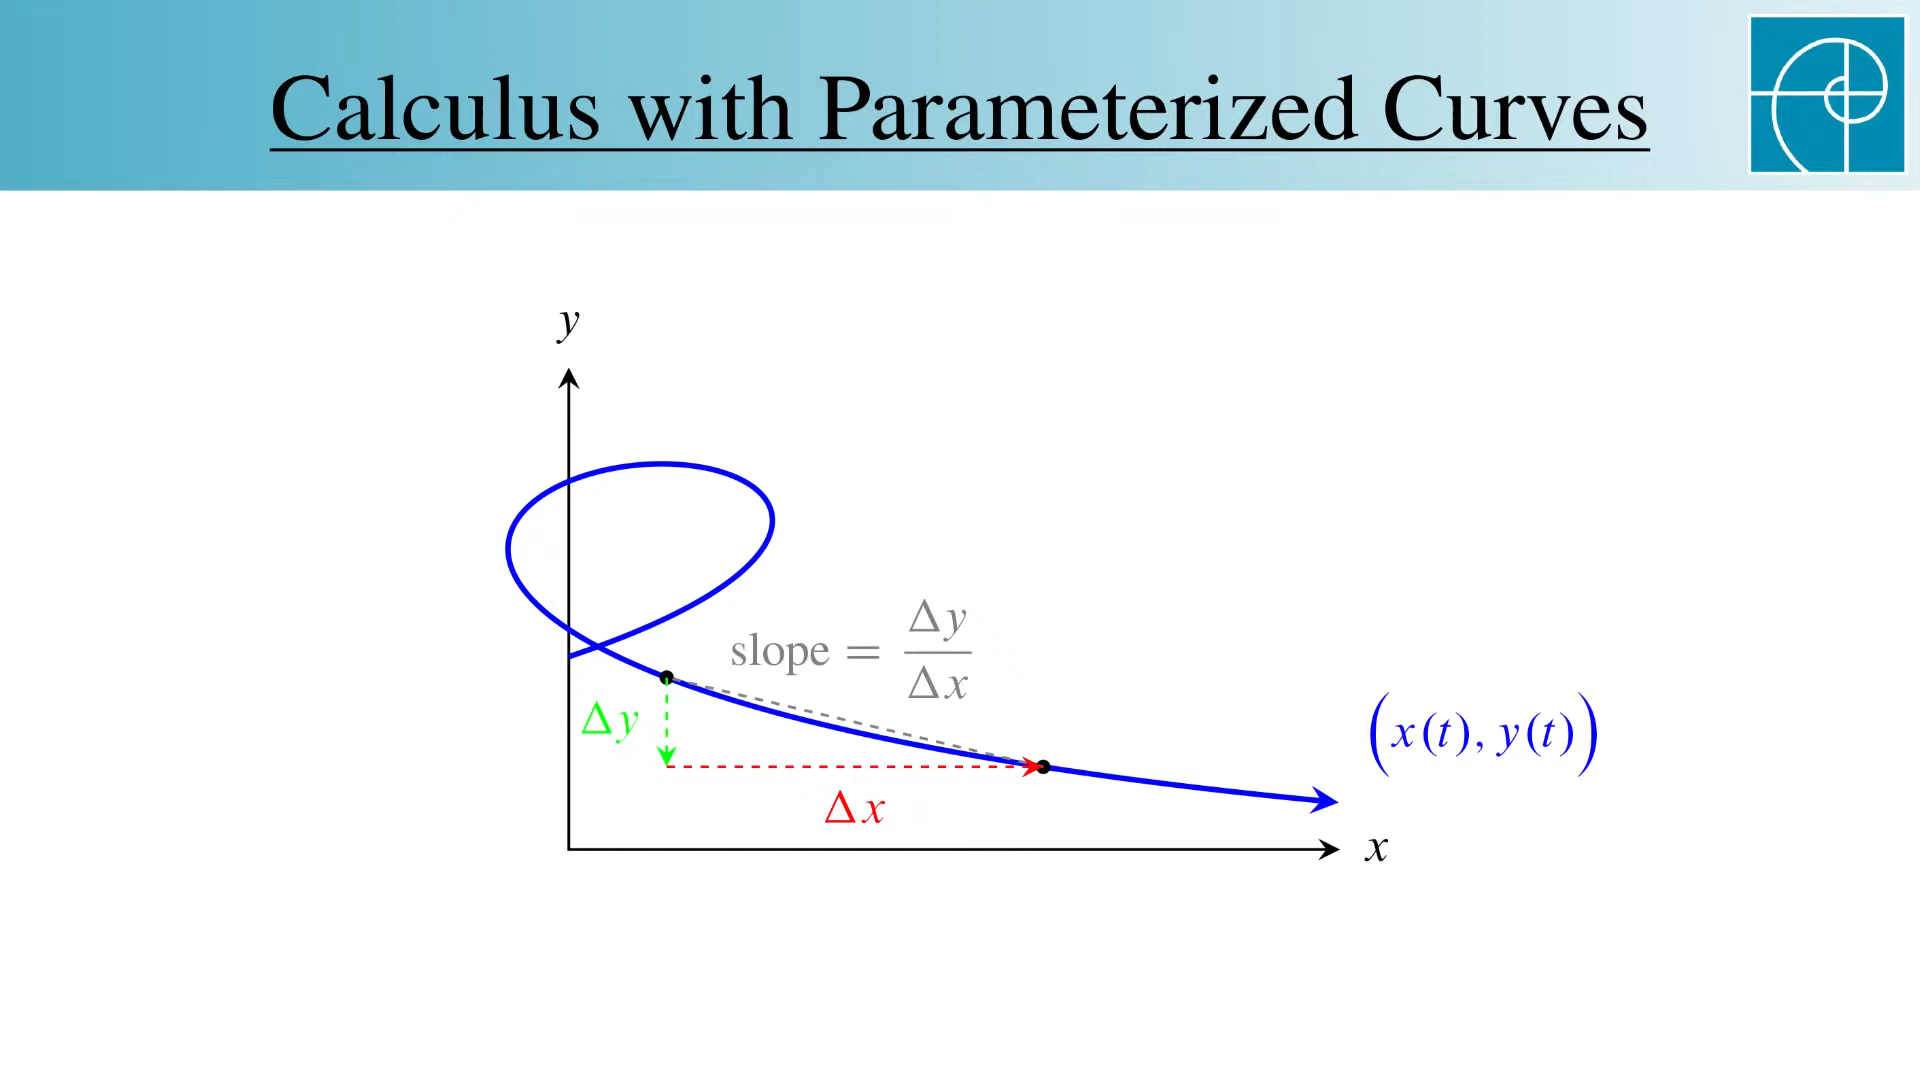 Calculus with Parameterized Curves
y
slope = Δy/Δx
Δy
(x(t), y(t))
Δx
x